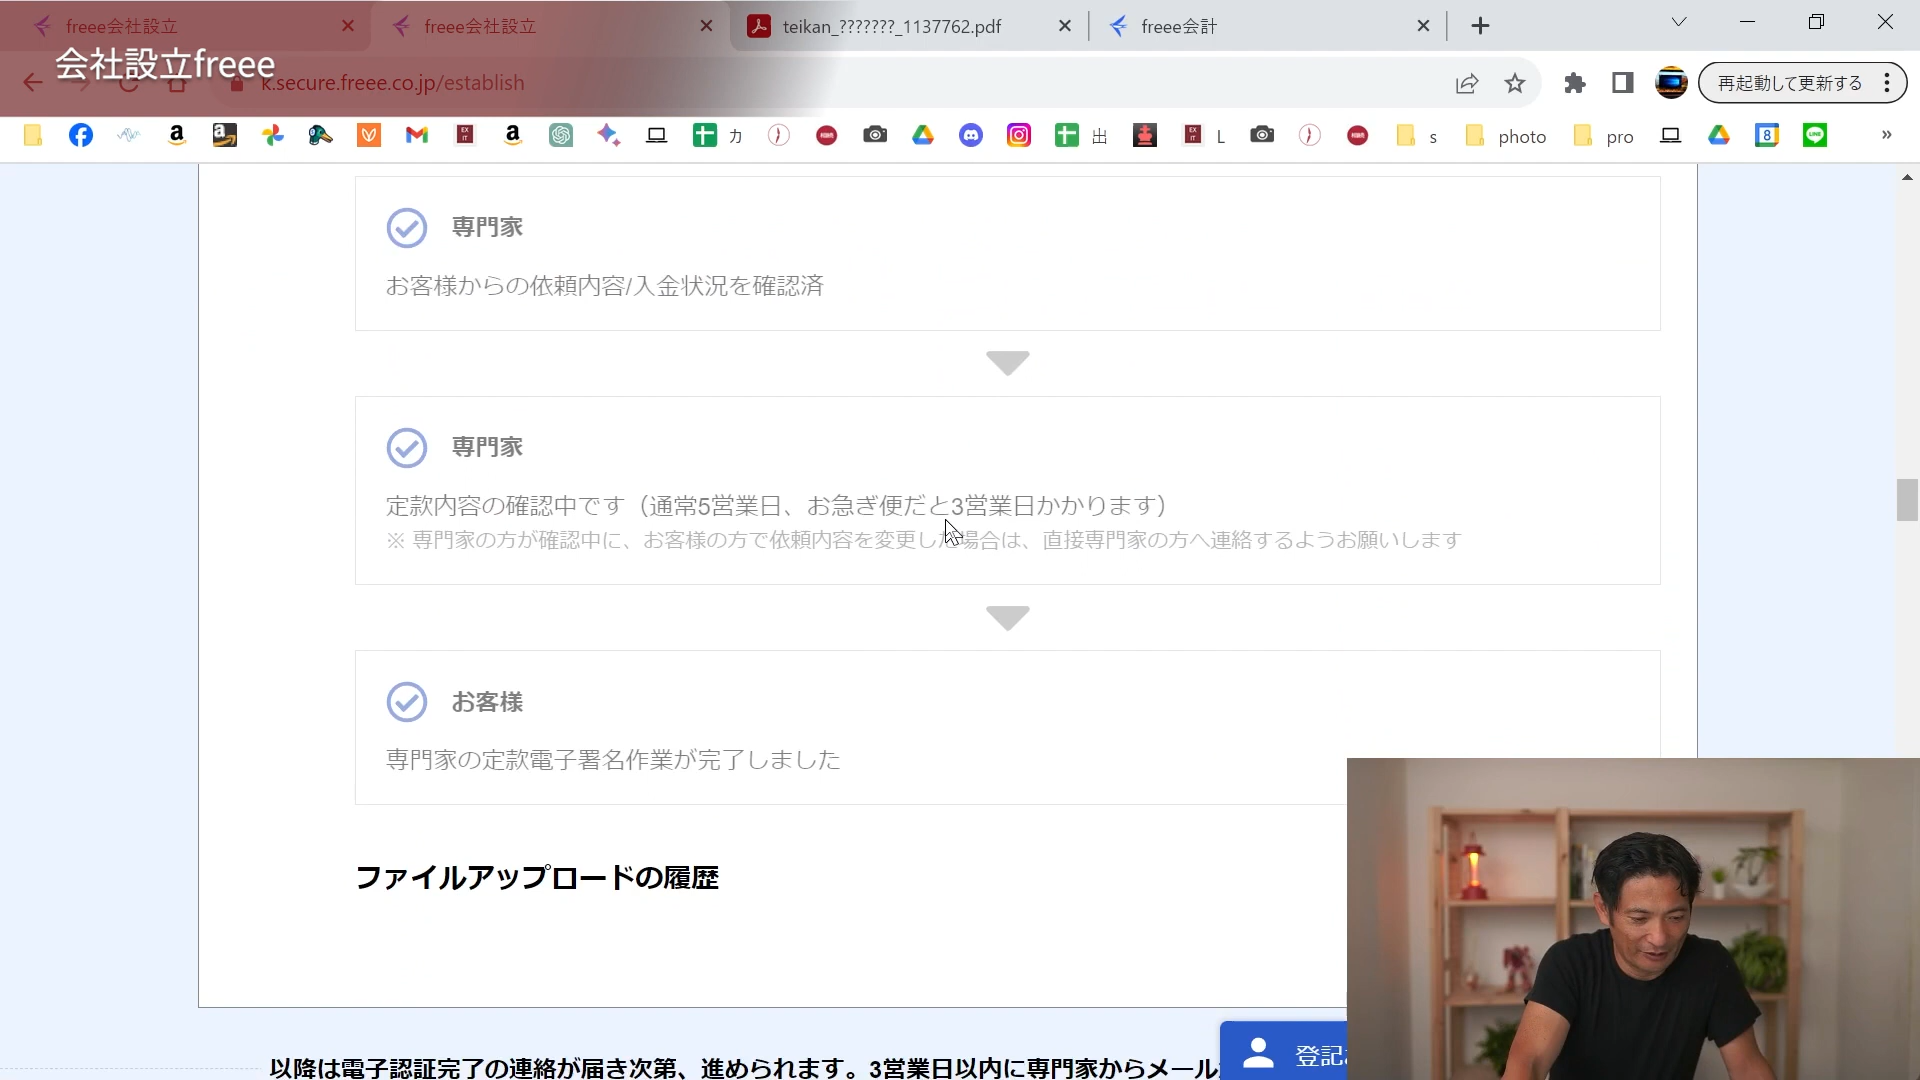 freee会社設立
freee会社設立
teikan_???????_1137762.pdf
freee会計
会社設立freee
k.secure.freee.co.jp/establish
再起動して更新する
カ
出
L
s
photo
pro
専門家
お客様からの依頼内容/入金状況を確認済
専門家
定款内容の確認中です（通常5営業日、お急ぎ便だと3営業日かかります）
※ 専門家の方が確認中に、お客様の方で依頼内容を変更した場合は、直接専門家の方へ連絡するようお願いします
お客様
専門家の定款電子署名作業が完了しました
ファイルアップロードの履歴
以降は電子認証完了の連絡が届き次第、進められます。3営業日以内に専門家からメール
登記